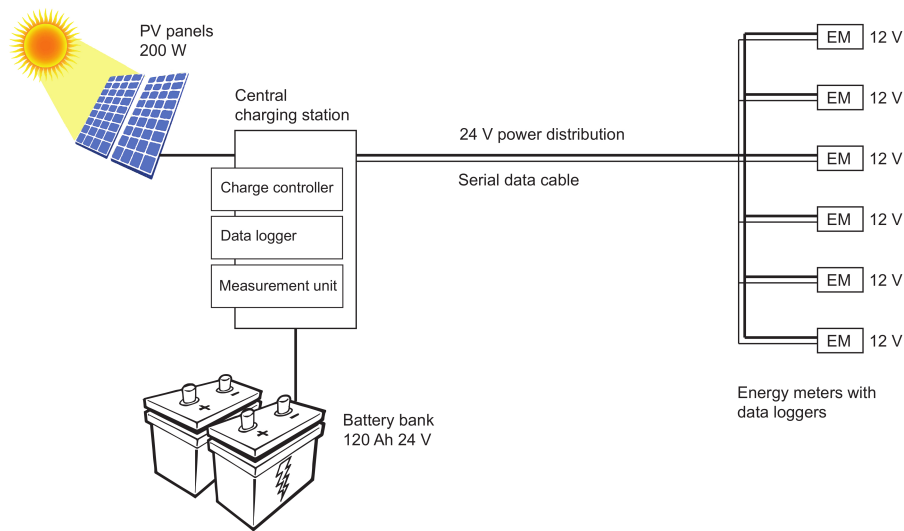 PV panels
200 W
Central
charging station
Charge controller
Data logger
Measurement unit
24 V power distribution
Serial data cable
EM 12 V
EM 12 V
EM 12 V
EM 12 V
EM 12 V
EM 12 V
Energy meters with
data loggers
+ −
+ −
Battery bank
120 Ah 24 V